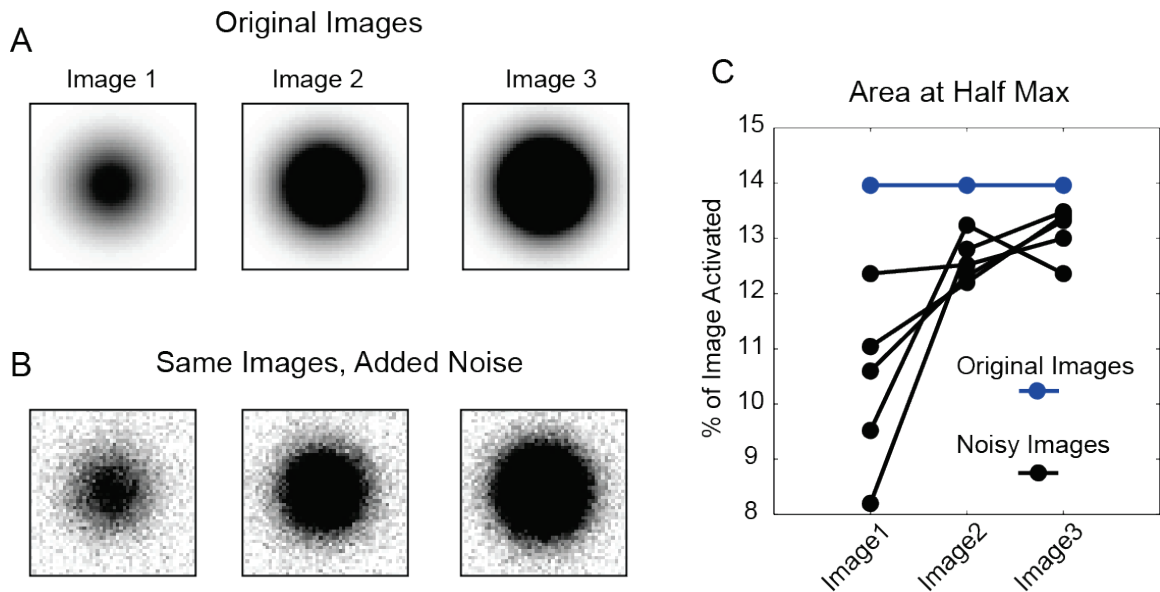 A
Original Images
Image 1
Image 2
Image 3
B
Same Images, Added Noise
C
Area at Half Max
% of Image Activated
15
14
13
12
11
10
9
8
Original Images
Noisy Images
Image1
Image2
Image3